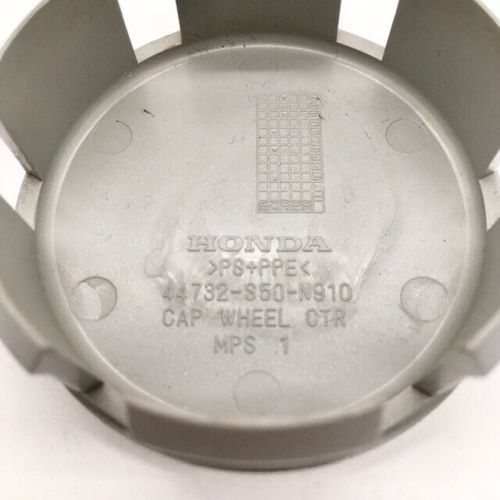 HONDA
>PS+PPE<
44732-S50-N910
CAP WHEEL CTR
MPS 1